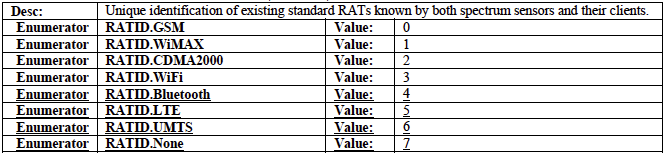 Desc: Unique identification of existing standard RATs known by both spectrum sensors and their clients.
Enumerator RATID.GSM Value: 0
Enumerator RATID.WiMAX Value: 1
Enumerator RATID.CDMA2000 Value: 2
Enumerator RATID.WiFi Value: 3
Enumerator RATID.Bluetooth Value: 4
Enumerator RATID.LTE Value: 5
Enumerator RATID.UMTS Value: 6
Enumerator RATID.None Value: 7